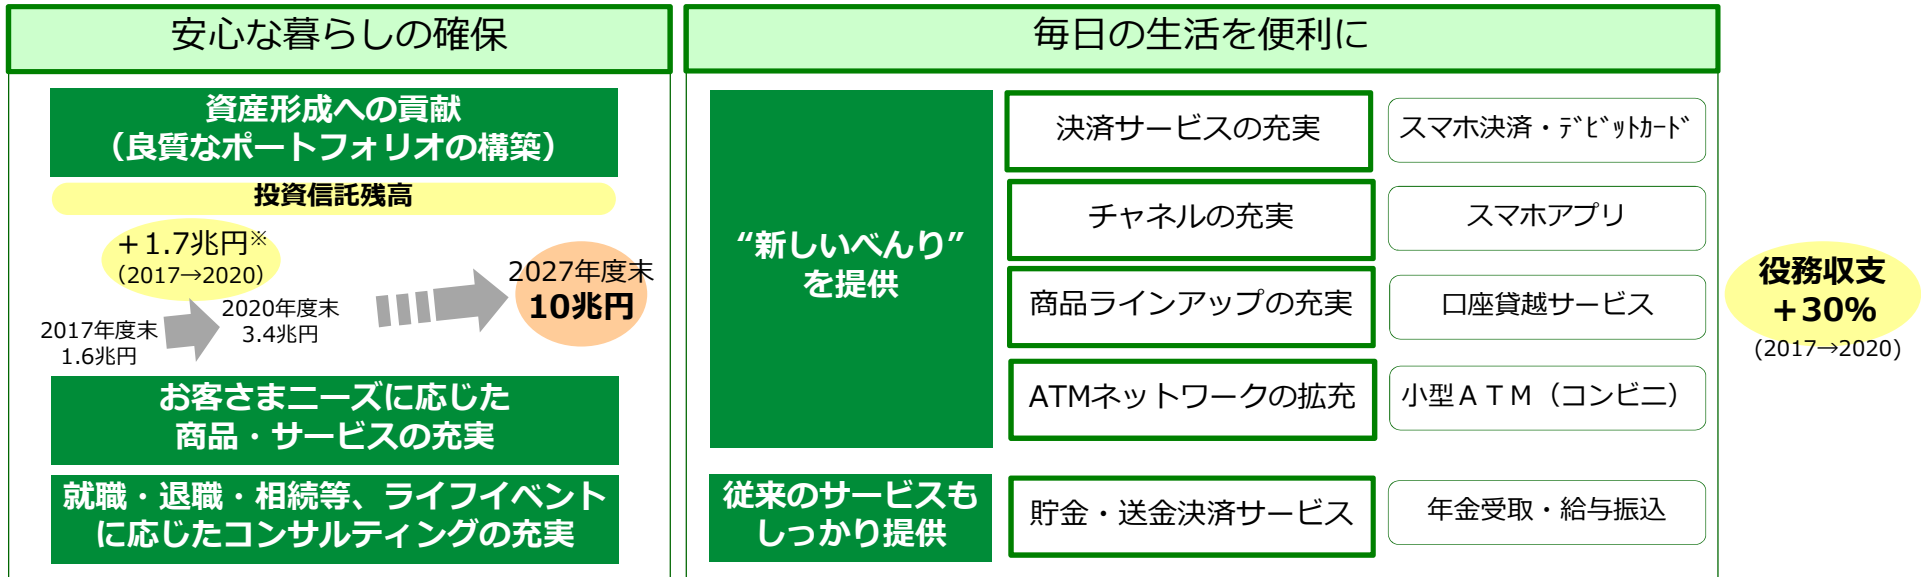 安心な暮らしの確保
資産形成への貢献
（良質なポートフォリオの構築）
投資信託残高
＋1.7兆円※
（2017→2020）
2017年度末
1.6兆円
2020年度末
3.4兆円
2027年度末
10兆円
お客さまニーズに応じた
商品・サービスの充実
就職・退職・相続等、ライフイベント
に応じたコンサルティングの充実
毎日の生活を便利に
“新しいべんり”
を提供
決済サービスの充実
スマホ決済・ﾃﾞﾋﾞｯﾄｶｰﾄﾞ
チャネルの充実
スマホアプリ
商品ラインアップの充実
口座貸越サービス
ATMネットワークの拡充
小型ＡＴＭ（コンビニ）
従来のサービスも
しっかり提供
貯金・送金決済サービス
年金受取・給与振込
役務収支
＋30%
(2017→2020)